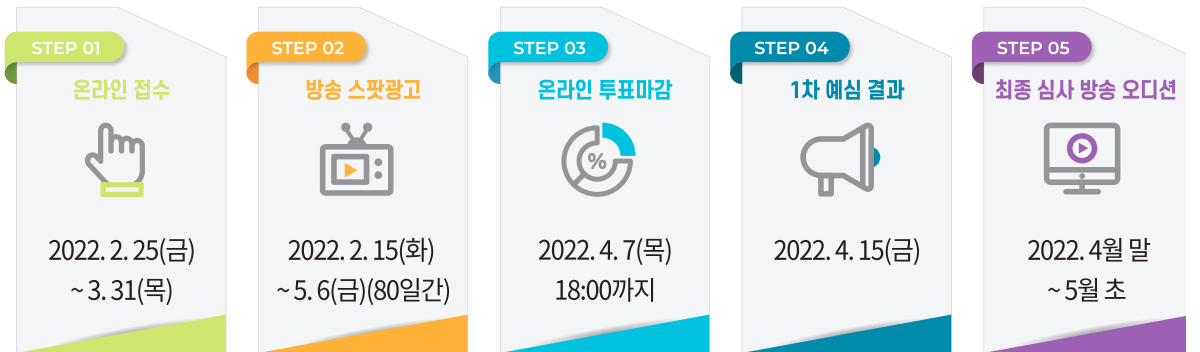 STEP 01
온라인 접수
2022. 2. 25(금)
~ 3. 31(목)
STEP 02
방송 스팟광고
2022. 2. 15(화)
~ 5. 6(금)(80일간)
STEP 03
온라인 투표마감
%
2022. 4. 7(목)
18:00까지
STEP 04
1차 예심 결과
2022. 4. 15(금)
STEP 05
최종 심사 방송 오디션
2022. 4월 말
~ 5월 초